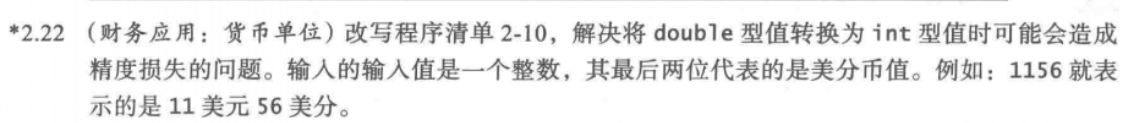 *2.22 （财务应用：货币单位）改写程序清单 2-10，解决将 double 型值转换为 int 型值时可能会造成
精度损失的问题。输入的输入值是一个整数，其最后两位代表的是美分币值。例如：1156 就表
示的是 11 美元 56 美分。